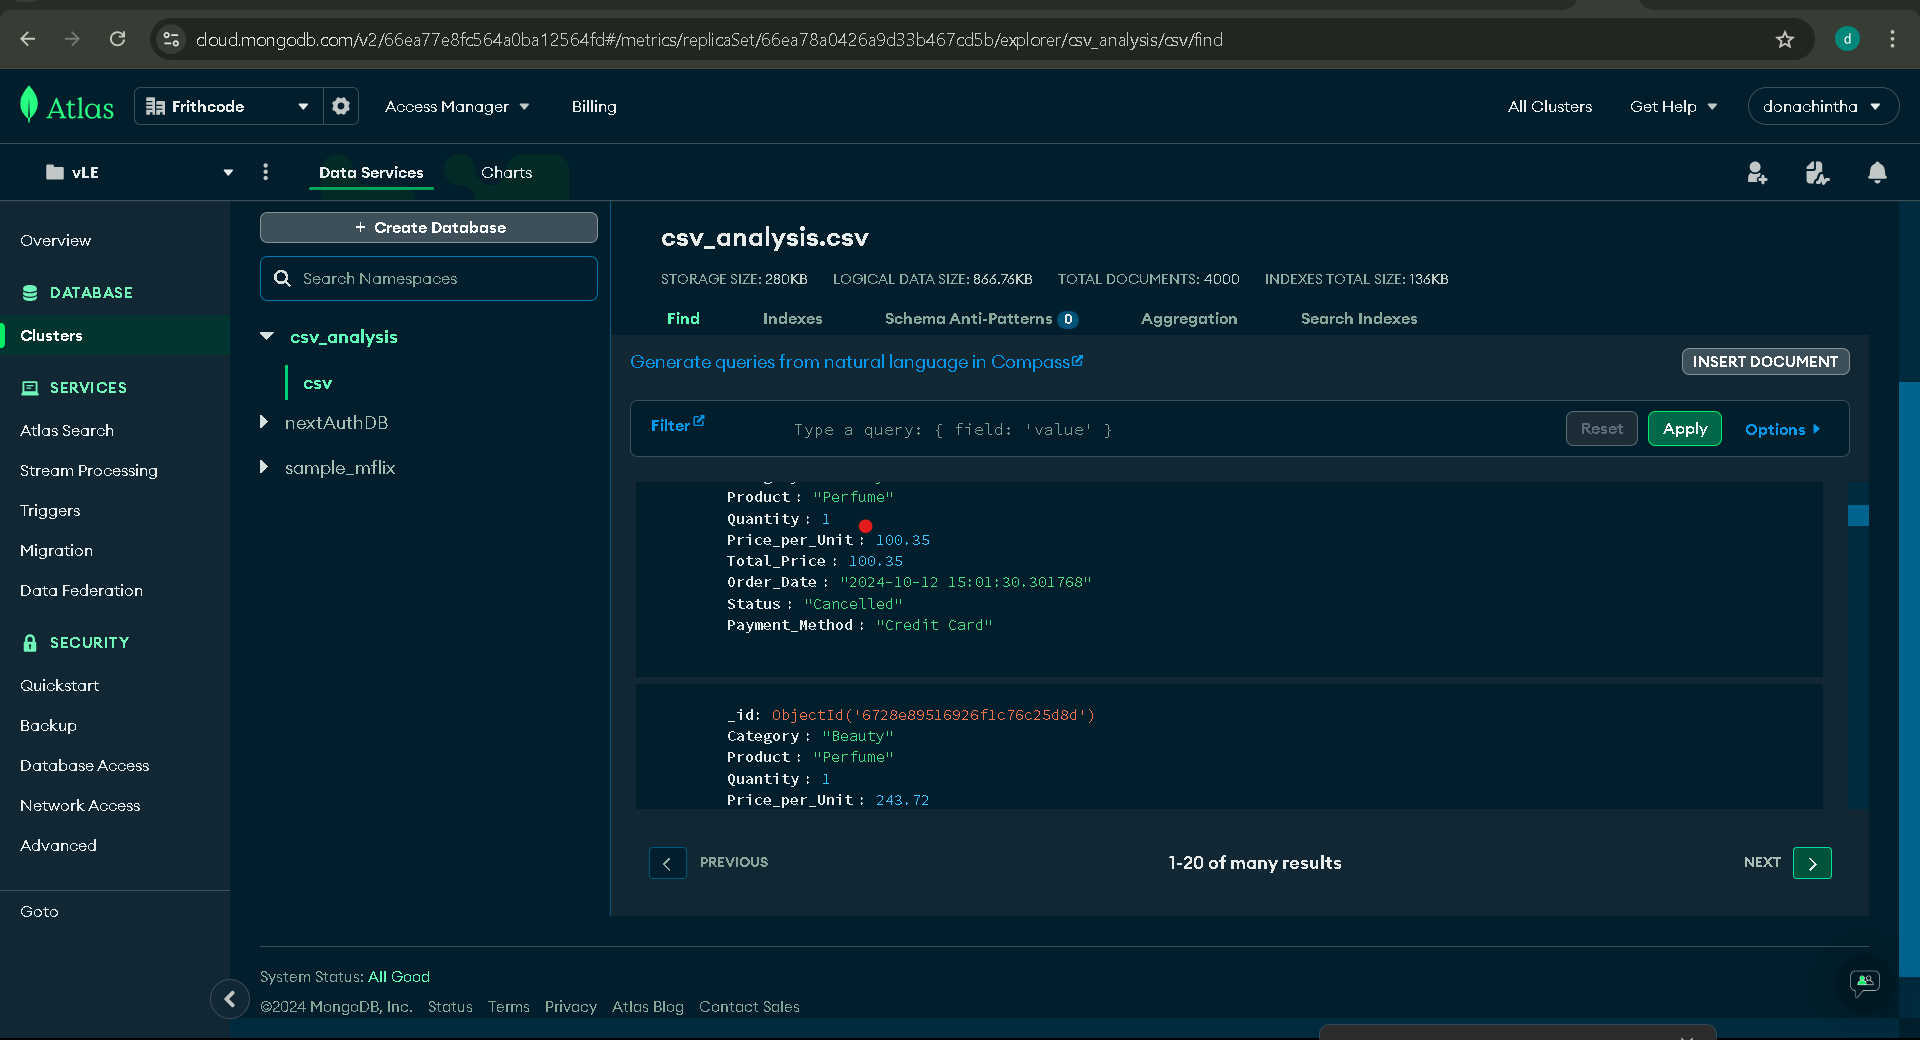 cloud.mongodb.com/v2/66ea77e8fc564a0ba12564fd#/metrics/replicaSet/66ea78a0426a9d33b467cd5b/explorer/csv_analysis/csv/find
d
Atlas
Frithcode
Access Manager
Billing
All Clusters
Get Help
donachintha
vLE
Data Services
Charts
Overview
DATABASE
Clusters
SERVICES
Atlas Search
Stream Processing
Triggers
Migration
Data Federation
SECURITY
Quickstart
Backup
Database Access
Network Access
Advanced
Goto
+ Create Database
Search Namespaces
csv_analysis
csv
nextAuthDB
sample_mflix
csv_analysis.csv
STORAGE SIZE: 280KB LOGICAL DATA SIZE: 866.76KB TOTAL DOCUMENTS: 4000 INDEXES TOTAL SIZE: 136KB
Find Indexes Schema Anti-Patterns 0 Aggregation Search Indexes
Generate queries from natural language in Compass
INSERT DOCUMENT
Filter
Type a query: { field: 'value' }
Reset
Apply
Options
Product : "Perfume"
Quantity : 1
Price_per_Unit : 100.35
Total_Price : 100.35
Order_Date : "2024-10-12 15:01:30.301768"
Status : "Cancelled"
Payment_Method : "Credit Card"
_id: ObjectId('6728e89516926f1c76c25d8d')
Category : "Beauty"
Product : "Perfume"
Quantity : 1
Price_per_Unit : 243.72
PREVIOUS
1-20 of many results
NEXT
System Status: All Good
©2024 MongoDB, Inc. Status Terms Privacy Atlas Blog Contact Sales